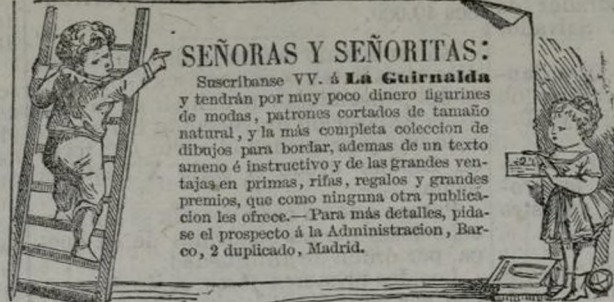 SEÑORAS Y SEÑORITAS:
Suscribanse VV. á La Guirnalda
y tendrán por muy poco dinero figurines
de modas, patrones cortados de tamaño
natural, y la más completa coleccion de
dibujos para bordar, ademas de un texto
ameno é instructivo y de las grandes ven-
tajas en primas, rifas, regalos y grandes
premios, que como ninguna otra publica-
cion les ofrece.—Para más detalles, pida-
se el prospecto á la Administracion, Bar-
co, 2 duplicado, Madrid.